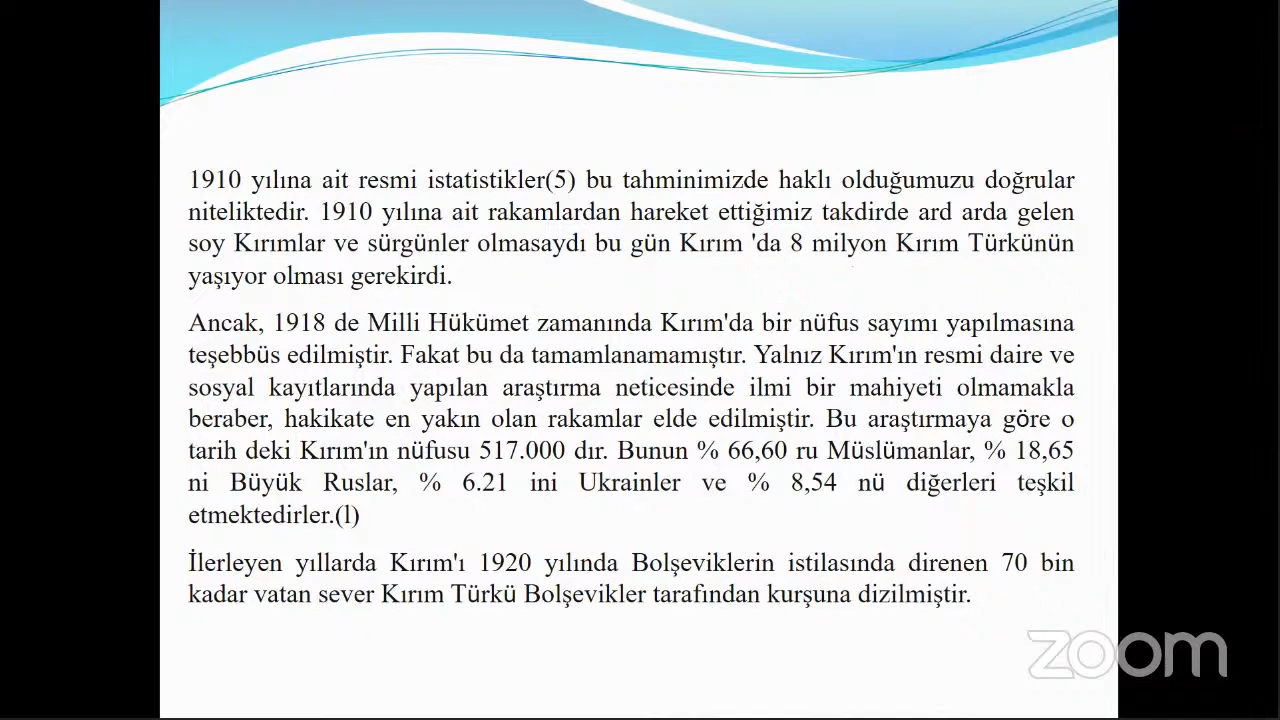 1910 yılına ait resmi istatistikler(5) bu tahminimizde haklı olduğumuzu doğrular
niteliktedir. 1910 yılına ait rakamlardan hareket ettiğimiz takdirde ard arda gelen
soy Kırımlar ve sürgünler olmasaydı bu gün Kırım 'da 8 milyon Kırım Türkünün
yaşıyor olması gerekirdi.
Ancak, 1918 de Milli Hükümet zamanında Kırım'da bir nüfus sayımı yapılmasına
teşebbüs edilmiştir. Fakat bu da tamamlanamamıştır. Yalnız Kırım'ın resmi daire ve
sosyal kayıtlarında yapılan araştırma neticesinde ilmi bir mahiyeti olmamakla
beraber, hakikate en yakın olan rakamlar elde edilmiştir. Bu araştırmaya göre o
tarih deki Kırım'ın nüfusu 517.000 dır. Bunun % 66,60 ru Müslümanlar, % 18,65
ni Büyük Ruslar, % 6.21 ini Ukrainler ve % 8,54 nü diğerleri teşkil
etmektedirler.(l)
İlerleyen yıllarda Kırım'ı 1920 yılında Bolşeviklerin istilasında direnen 70 bin
kadar vatan sever Kırım Türkü Bolşevikler tarafından kurşuna dizilmiştir.
zoom